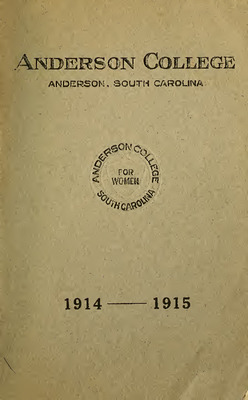 ANDERSON COLLEGE
ANDERSON, SOUTH CAROLINA
ANDERSON COLLEGE
FOR
WOMEN
SOUTH CAROLINA
1914 — 1915